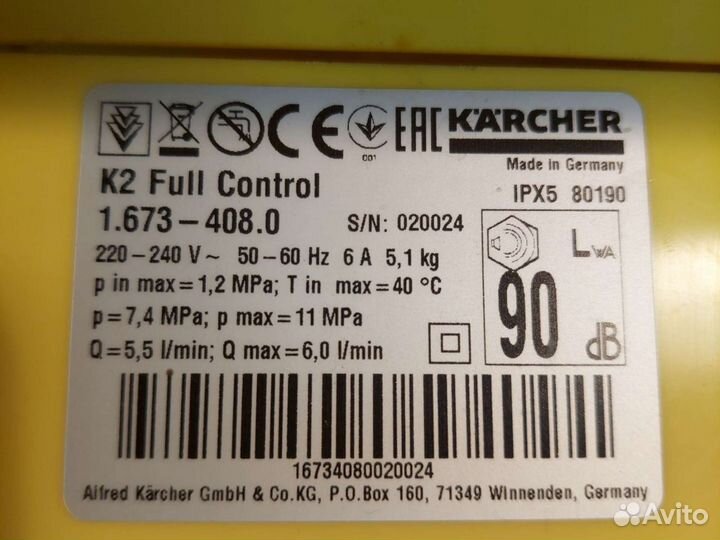 CE EAC KÄRCHER
001
Made in Germany
K2 Full Control
IPX5 80190
1.673-408.0 S/N: 020024
220-240 V~ 50-60 Hz 6 A 5,1 kg
p in max=1,2 MPa; T in max=40 °C
p=7,4 MPa; p max=11 MPa
Q=5,5 l/min; Q max=6,0 l/min
LWA
90
dB
16734080020024
Alfred Kärcher GmbH & Co.KG, P.O.Box 160, 71349 Winnenden, Germany
Avito